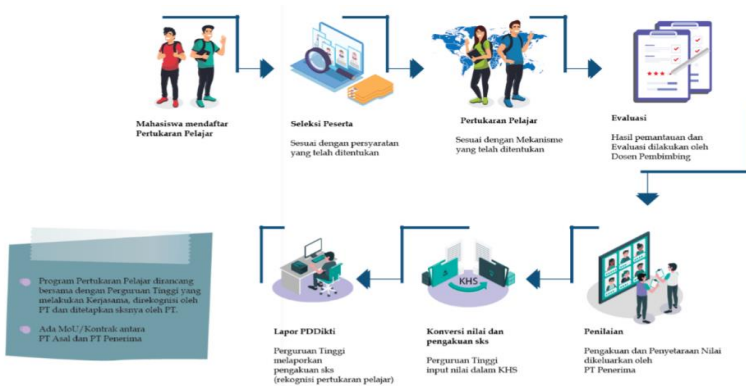 Mahasiswa mendaftar
Pertukaran Pelajar
Seleksi Peserta
Sesuai dengan persyaratan
yang telah ditentukan
Pertukaran Pelajar
Sesuai dengan Mekanisme
yang telah ditentukan
Evaluasi
Hasil pemantauan dan
Evaluasi dilakukan oleh
Dosen Pembimbing
Penilaian
Pengakuan dan Penyetaraan Nilai
dikeluarkan oleh
PT Penerima
KHS
Konversi nilai dan
pengakuan sks
Perguruan Tinggi
input nilai dalam KHS
Lapor PDDikti
Perguruan Tinggi
melaporkan
pengakuan sks
(rekognisi pertukaran pelajar)
Program Pertukaran Pelajar dirancang
bersama dengan Perguruan Tinggi yang
melakukan Kerjasama, direkognisi oleh
PT dan ditetapkan sksnya oleh PT.
Ada MoU/Kontrak antara
PT Asal dan PT Penerima